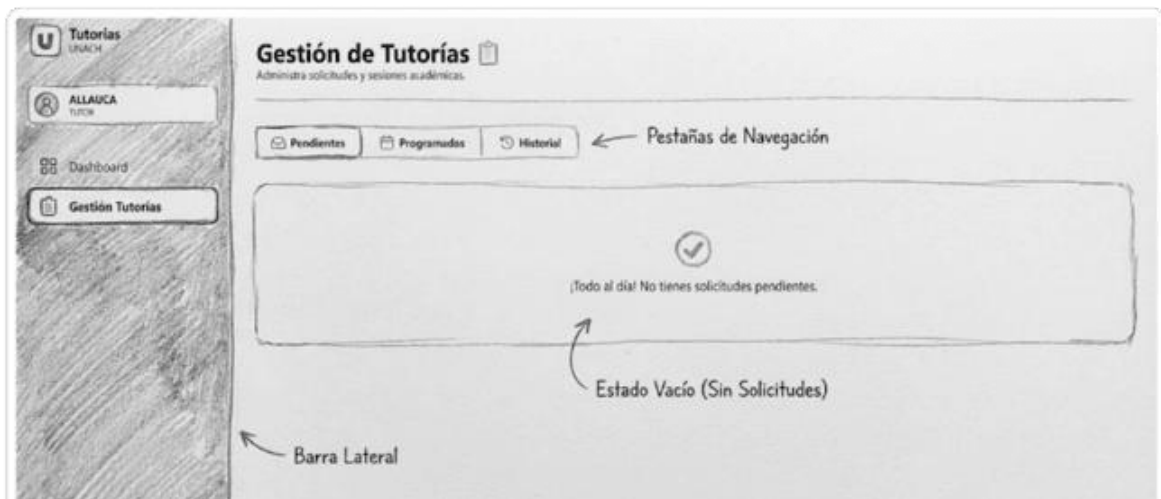 Tutorías
UNACH
ALLAUCA
TUTOR
Dashboard
Gestión Tutorías
Gestión de Tutorías
Administra solicitudes y sesiones académicas.
Pendientes
Programados
Historial
Pestañas de Navegación
¡Todo al día! No tienes solicitudes pendientes.
Estado Vacío (Sin Solicitudes)
Barra Lateral